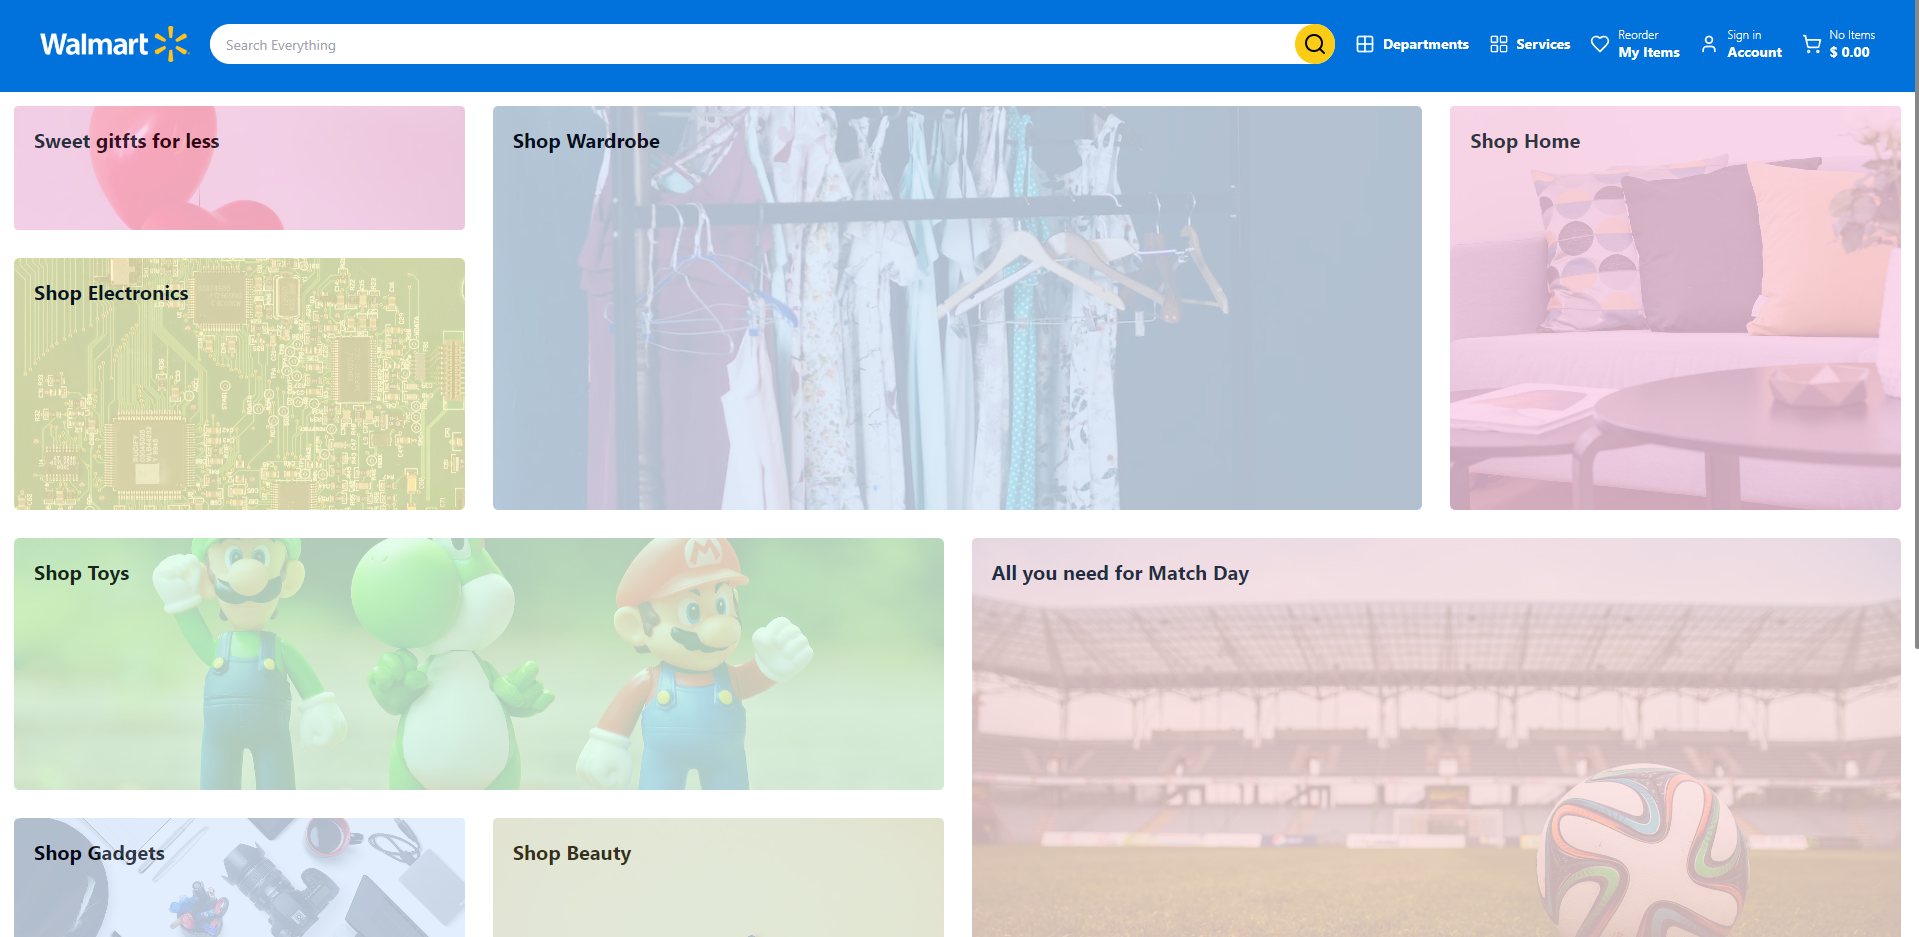 Walmart
Search Everything
Departments
Services
Reorder
My Items
Sign in
Account
No Items
$ 0.00
Sweet gitfts for less
Shop Wardrobe
Shop Home
Shop Electronics
Shop Toys
M
All you need for Match Day
Shop Gadgets
Shop Beauty